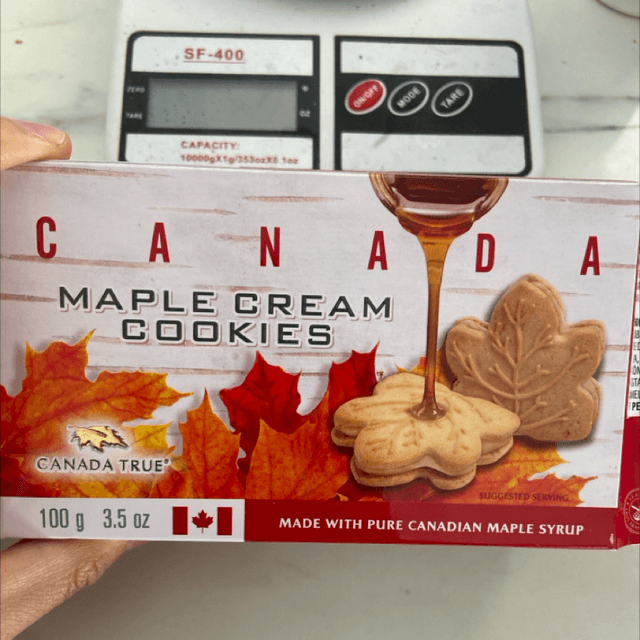 SF-400
ZERO
TARE
OZ
ON/OFF
MODE
TARE
CAPACITY:
10000gX1g/353ozX0.1oz
CANADA
MAPLE CREAM
COOKIES
CANADA TRUE®
SUGGESTED SERVING
100 g 3.5 oz
MADE WITH PURE CANADIAN MAPLE SYRUP